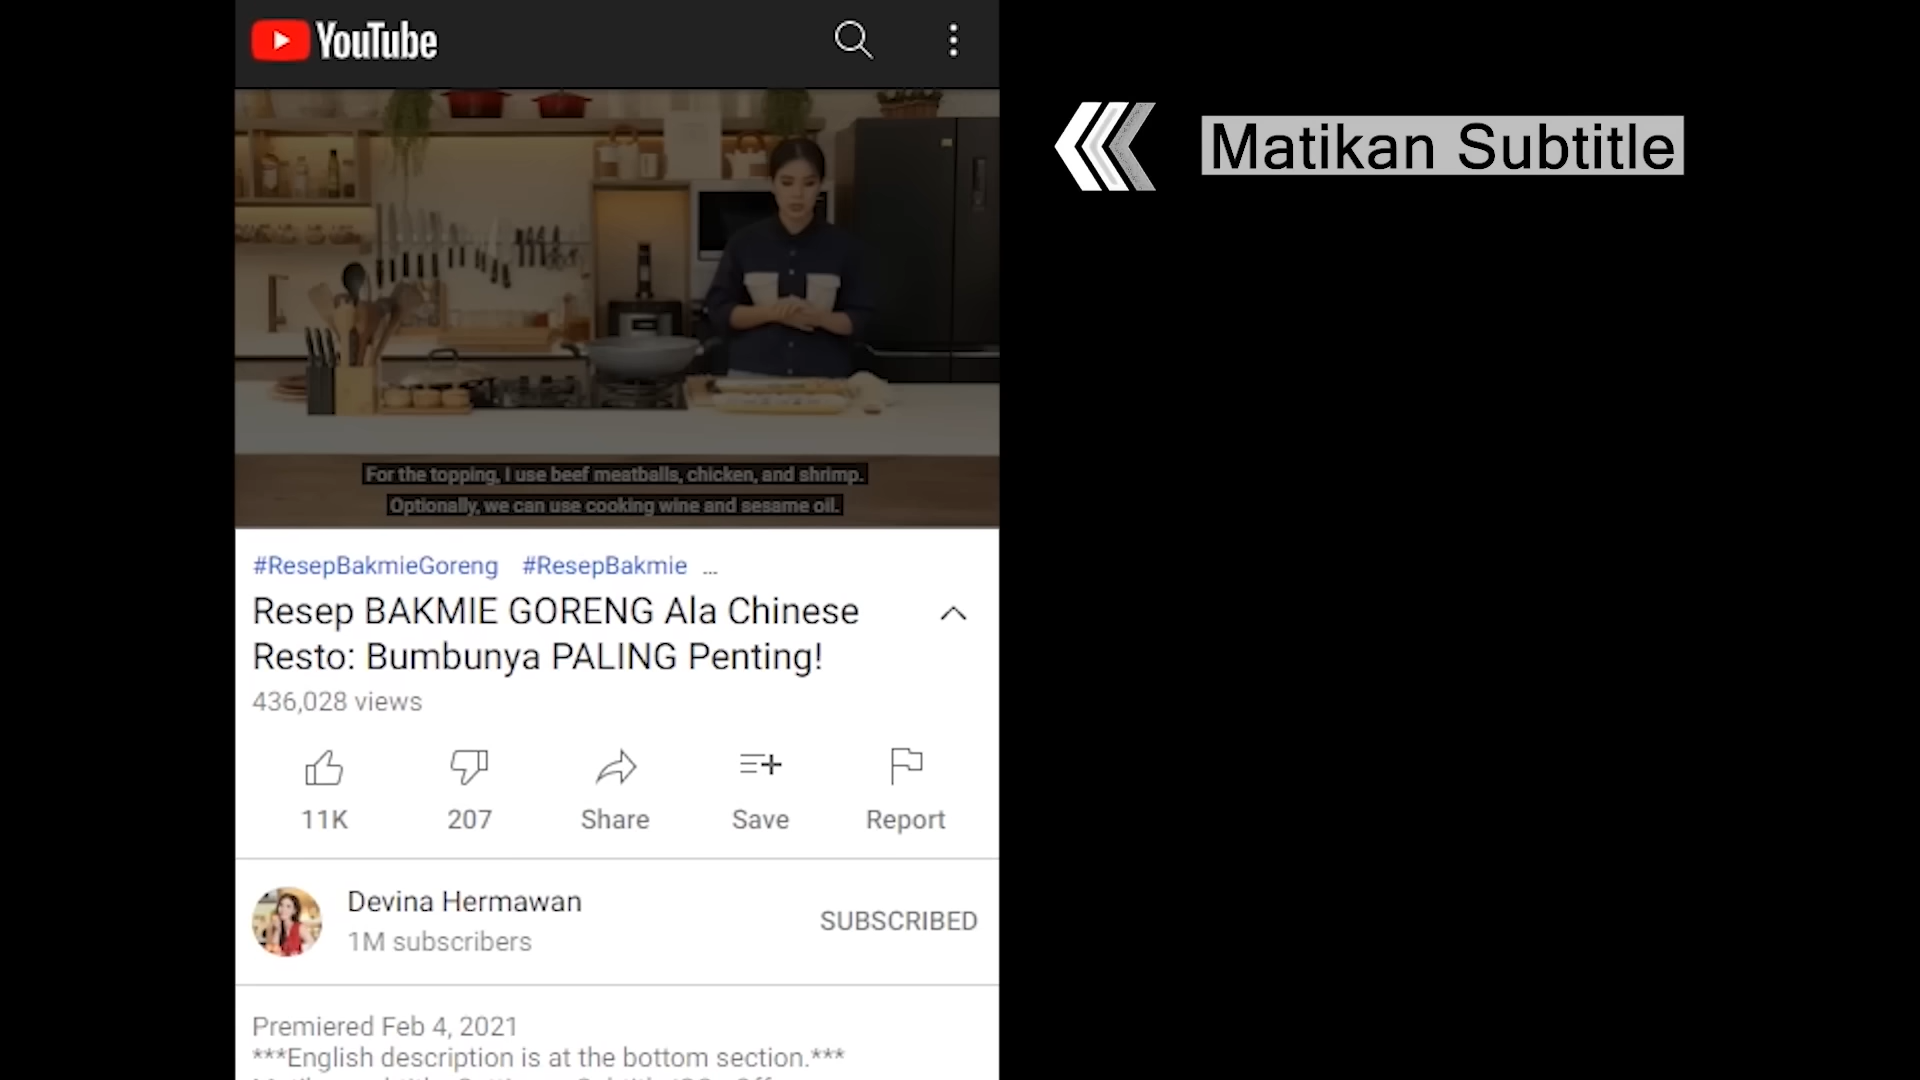 YouTube
Matikan Subtitle
For the topping, I use beef meatballs, chicken, and shrimp.
Optionally, we can use cooking wine and sesame oil.
#ResepBakmieGoreng #ResepBakmie ...
Resep BAKMIE GORENG Ala Chinese
Resto: Bumbunya PALING Penting!
436,028 views
11K
207
Share
Save
Report
Devina Hermawan
1M subscribers
SUBSCRIBED
Premiered Feb 4, 2021
***English description is at the bottom section.***